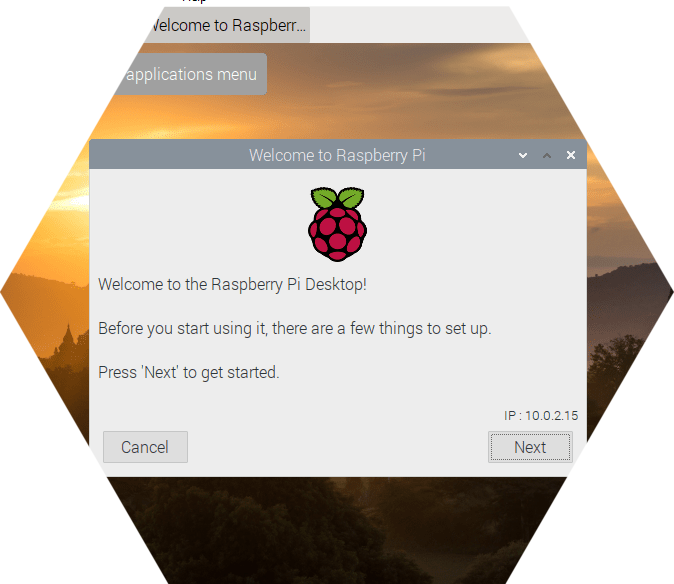 elcome to Raspberr...
applications menu
Welcome to Raspberry Pi
Welcome to the Raspberry Pi Desktop!
Before you start using it, there are a few things to set up.
Press 'Next' to get started.
IP : 10.0.2.15
Cancel
Next